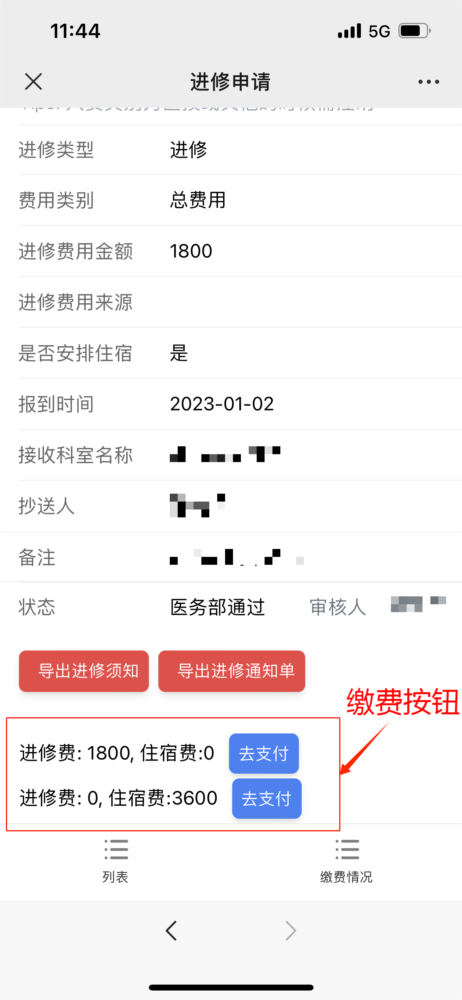 11:44 5G
进修申请
进修类型 进修
费用类别 总费用
进修费用金额 1800
进修费用来源
是否安排住宿 是
报到时间 2023-01-02
接收科室名称
抄送人
备注
状态 医务部通过 审核人
导出进修须知 导出进修通知单
缴费按钮
进修费: 1800, 住宿费:0 去支付
进修费: 0, 住宿费:3600 去支付
列表 缴费情况